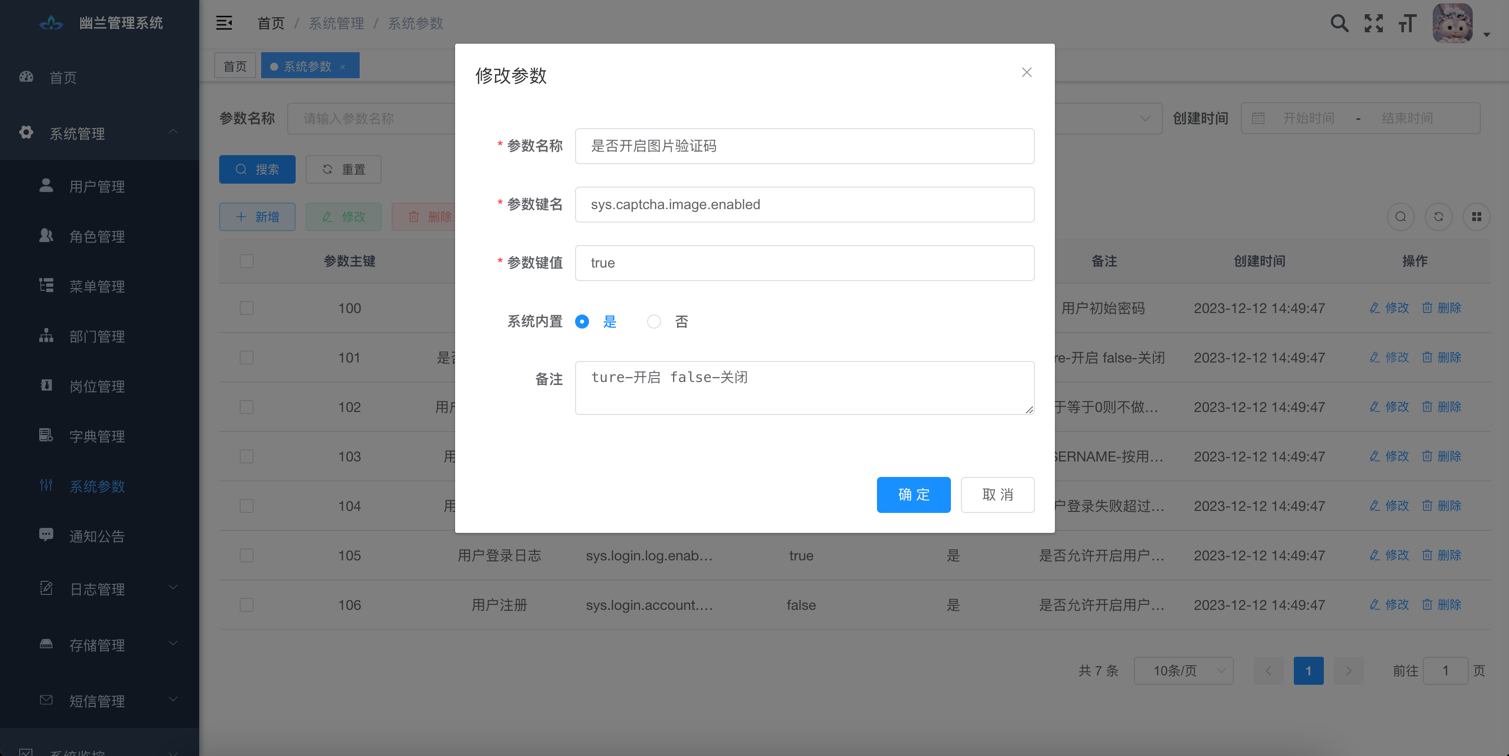 幽兰管理系统
首页 / 系统管理 / 系统参数
首页
系统参数 ×
首页
系统管理
用户管理
角色管理
菜单管理
部门管理
岗位管理
字典管理
系统参数
通知公告
日志管理
存储管理
短信管理
系统监控
参数名称 请输入参数名称 创建时间 开始时间 - 结束时间
搜索 重置
新增 修改 删除
修改参数
* 参数名称 是否开启图片验证码
* 参数键名 sys.captcha.image.enabled
* 参数键值 true
系统内置 是 否
备注 ture-开启 false-关闭
确 定 取 消
参数主键 备注 创建时间 操作
100 用户初始密码 2023-12-12 14:49:47 修改 删除
101 re-开启 false-关闭 2023-12-12 14:49:47 修改 删除
102 于等于0则不做... 2023-12-12 14:49:47 修改 删除
103 SERNAME-按用... 2023-12-12 14:49:47 修改 删除
104 户登录失败超过... 2023-12-12 14:49:47 修改 删除
105 用户登录日志 sys.login.log.enab... true 是 是否允许开启用户... 2023-12-12 14:49:47 修改 删除
106 用户注册 sys.login.account.... false 是 是否允许开启用户... 2023-12-12 14:49:47 修改 删除
共 7 条 10条/页 1 前往 1 页